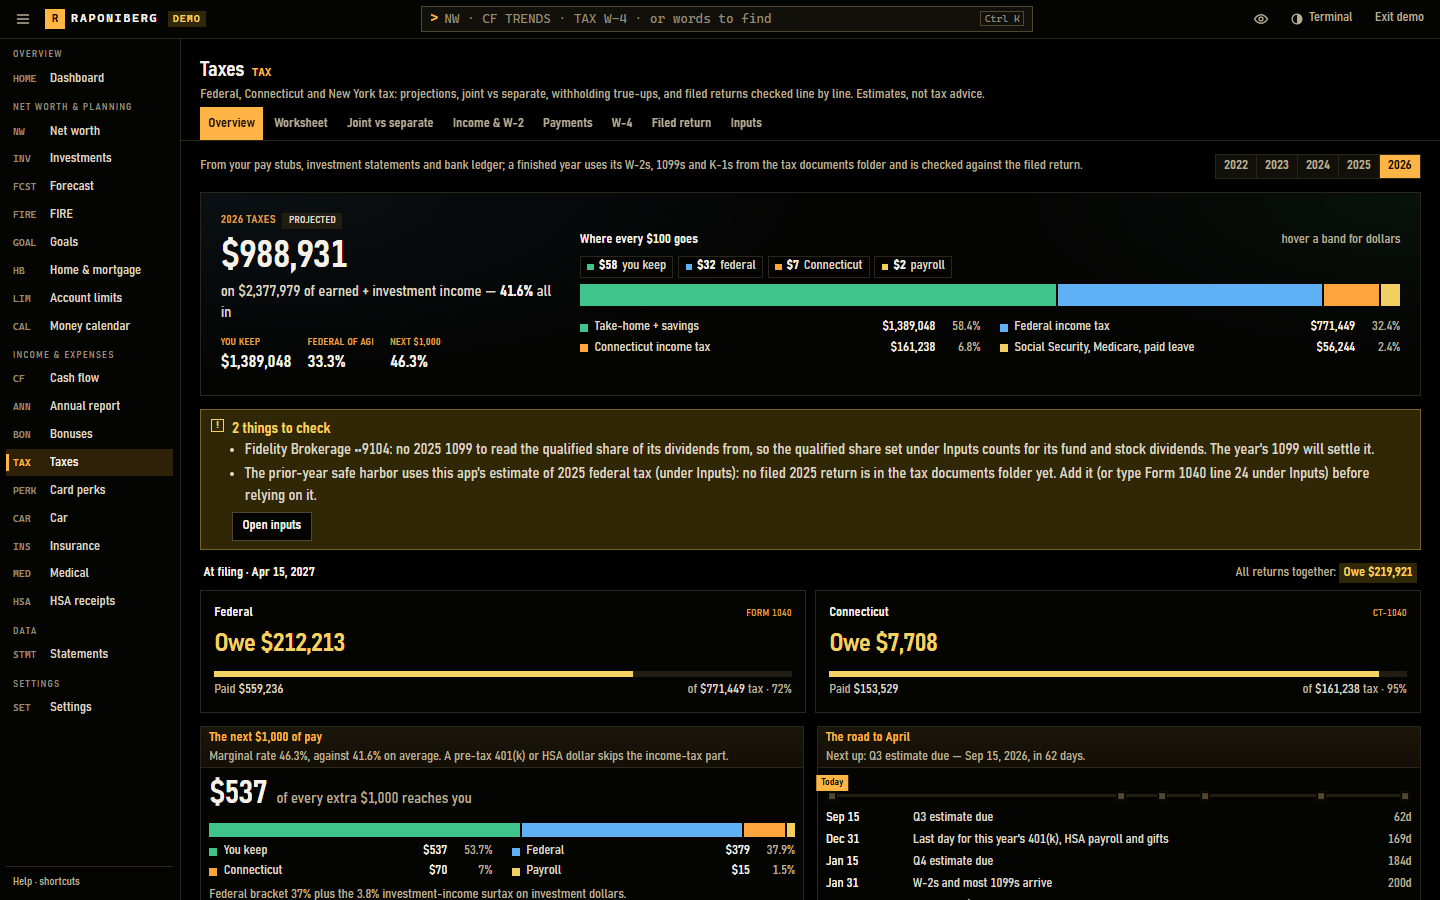 R RAPONIBERG DEMO
> NW · CF TRENDS · TAX W-4 · or words to find Ctrl K
Terminal
Exit demo
OVERVIEW
HOME Dashboard
NET WORTH & PLANNING
NW Net worth
INV Investments
FCST Forecast
FIRE FIRE
GOAL Goals
HB Home & mortgage
LIM Account limits
CAL Money calendar
INCOME & EXPENSES
CF Cash flow
ANN Annual report
BON Bonuses
TAX Taxes
PERK Card perks
CAR Car
INS Insurance
MED Medical
HSA HSA receipts
DATA
STMT Statements
SETTINGS
SET Settings
Help · shortcuts
Taxes TAX
Federal, Connecticut and New York tax: projections, joint vs separate, withholding true-ups, and filed returns checked line by line. Estimates, not tax advice.
Overview Worksheet Joint vs separate Income & W-2 Payments W-4 Filed return Inputs
From your pay stubs, investment statements and bank ledger; a finished year uses its W-2s, 1099s and K-1s from the tax documents folder and is checked against the filed return.
2022 2023 2024 2025 2026
2026 TAXES PROJECTED
$988,931
on $2,377,979 of earned + investment income — 41.6% all
in
YOU KEEP FEDERAL OF AGI NEXT $1,000
$1,389,048 33.3% 46.3%
Where every $100 goes hover a band for dollars
$58 you keep $32 federal $7 Connecticut $2 payroll
Take-home + savings $1,389,048 58.4% Federal income tax $771,449 32.4%
Connecticut income tax $161,238 6.8% Social Security, Medicare, paid leave $56,244 2.4%
! 2 things to check
• Fidelity Brokerage ··9104: no 2025 1099 to read the qualified share of its dividends from, so the qualified share set under Inputs counts for its fund and stock dividends. The year's 1099 will settle it.
• The prior-year safe harbor uses this app's estimate of 2025 federal tax (under Inputs): no filed 2025 return is in the tax documents folder yet. Add it (or type Form 1040 line 24 under Inputs) before
relying on it.
Open inputs
At filing · Apr 15, 2027 All returns together: Owe $219,921
Federal FORM 1040
Owe $212,213
Paid $559,236 of $771,449 tax · 72%
Connecticut CT-1040
Owe $7,708
Paid $153,529 of $161,238 tax · 95%
The next $1,000 of pay
Marginal rate 46.3%, against 41.6% on average. A pre-tax 401(k) or HSA dollar skips the income-tax part.
$537 of every extra $1,000 reaches you
You keep $537 53.7% Federal $379 37.9%
Connecticut $70 7% Payroll $15 1.5%
Federal bracket 37% plus the 3.8% investment-income surtax on investment dollars.
The road to April
Next up: Q3 estimate due — Sep 15, 2026, in 62 days.
Today
Sep 15 Q3 estimate due 62d
Dec 31 Last day for this year's 401(k), HSA payroll and gifts 169d
Jan 15 Q4 estimate due 184d
Jan 31 W-2s and most 1099s arrive 200d